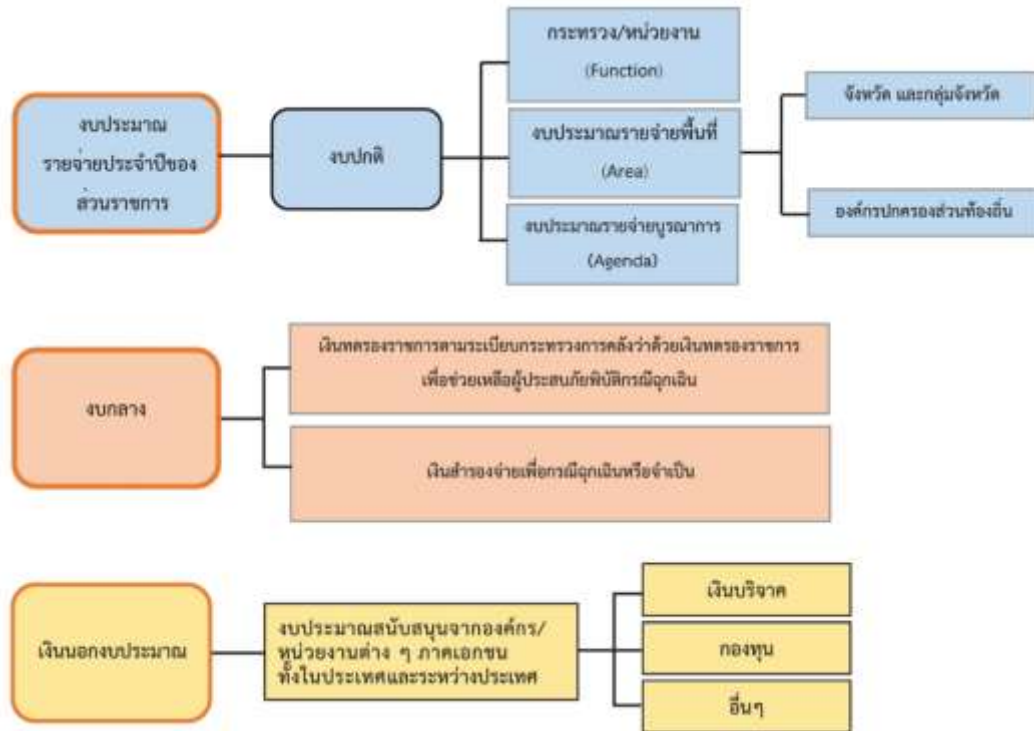 งบประมาณ
รายจ่ายประจำปีของ
ส่วนราชการ
งบปกติ
กระทรวง/หน่วยงาน
(Function)
งบประมาณรายจ่ายพื้นที่
(Area)
งบประมาณรายจ่ายบูรณาการ
(Agenda)
จังหวัด และกลุ่มจังหวัด
องค์กรปกครองส่วนท้องถิ่น
งบกลาง
เงินทดรองราชการตามระเบียบกระทรวงการคลังว่าด้วยเงินทดรองราชการ
เพื่อช่วยเหลือผู้ประสบภัยพิบัติกรณีฉุกเฉิน
เงินสำรองจ่ายเพื่อกรณีฉุกเฉินหรือจำเป็น
เงินนอกงบประมาณ
งบประมาณสนับสนุนจากองค์กร/
หน่วยงานต่าง ๆ ภาคเอกชน
ทั้งในประเทศและระหว่างประเทศ
เงินบริจาค
กองทุน
อื่นๆ